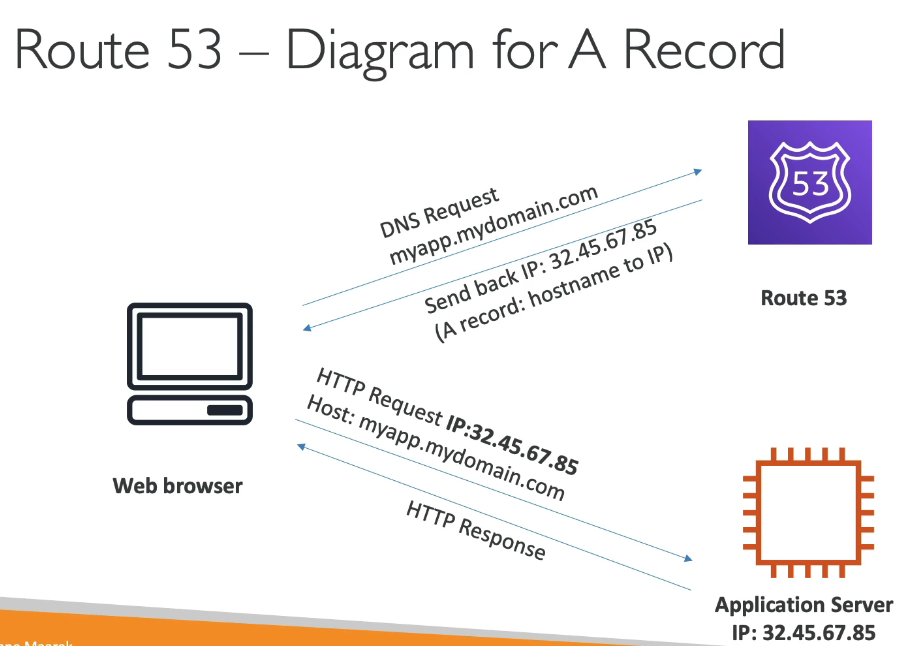 Route 53 – Diagram for A Record
53
DNS Request
myapp.mydomain.com
Send back IP: 32.45.67.85
(A record: hostname to IP)
Route 53
HTTP Request IP:32.45.67.85
Host: myapp.mydomain.com
Web browser
HTTP Response
Application Server
IP: 32.45.67.85